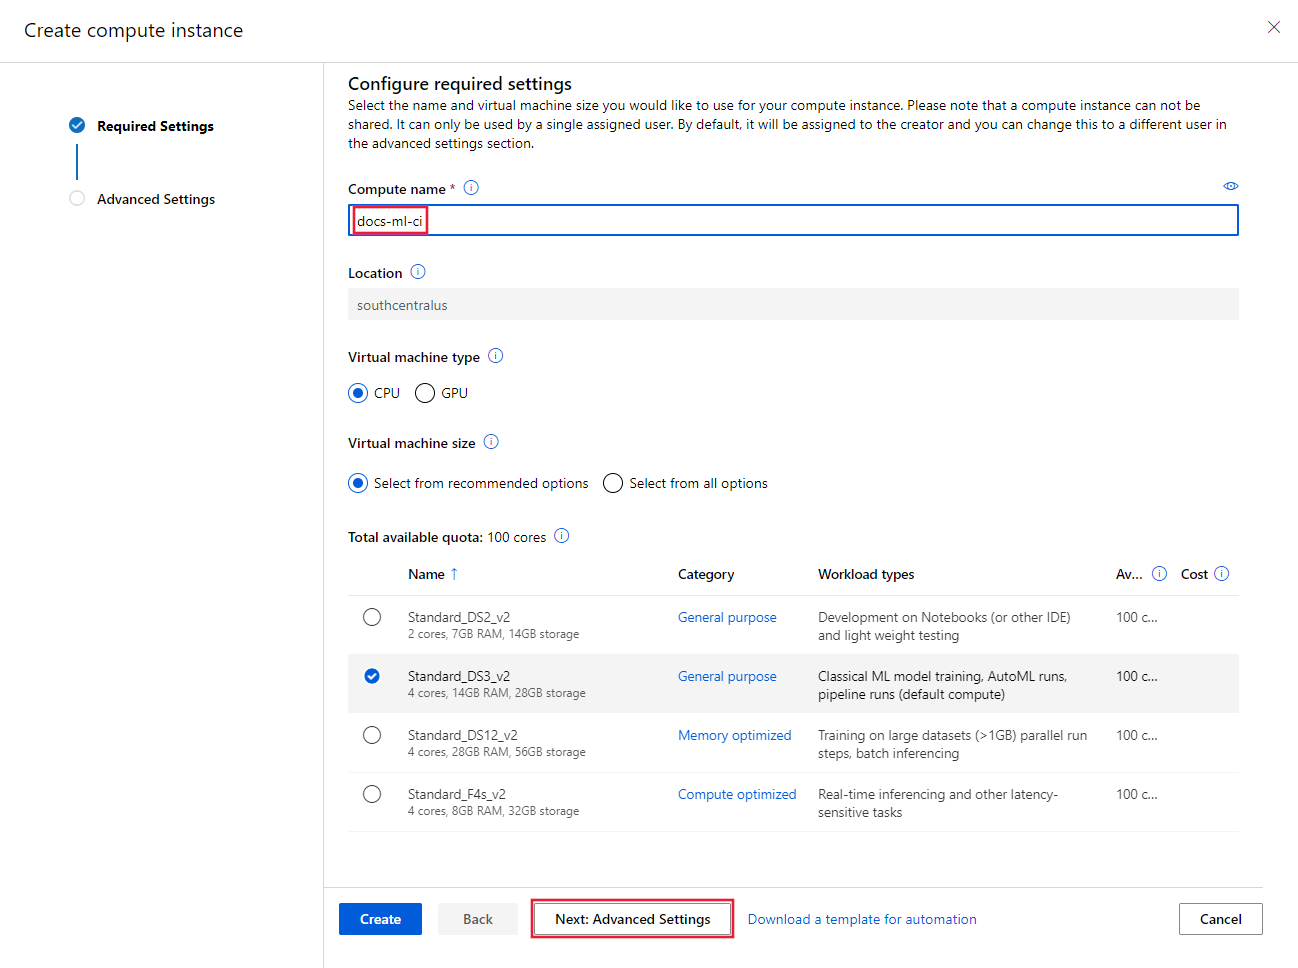 Create compute instance
Required Settings
Advanced Settings
Configure required settings
Select the name and virtual machine size you would like to use for your compute instance. Please note that a compute instance can not be
shared. It can only be used by a single assigned user. By default, it will be assigned to the creator and you can change this to a different user in
the advanced settings section.
Compute name *
docs-ml-ci
Location
southcentralus
Virtual machine type
CPU GPU
Virtual machine size
Select from recommended options Select from all options
Total available quota: 100 cores
Name ↑ Category Workload types Av... Cost
Standard_DS2_v2 General purpose Development on Notebooks (or other IDE) 100 c...
2 cores, 7GB RAM, 14GB storage and light weight testing
Standard_DS3_v2 General purpose Classical ML model training, AutoML runs, 100 c...
4 cores, 14GB RAM, 28GB storage pipeline runs (default compute)
Standard_DS12_v2 Memory optimized Training on large datasets (>1GB) parallel run 100 c...
4 cores, 28GB RAM, 56GB storage steps, batch inferencing
Standard_F4s_v2 Compute optimized Real-time inferencing and other latency- 100 c...
4 cores, 8GB RAM, 32GB storage sensitive tasks
Create Back Next: Advanced Settings Download a template for automation Cancel